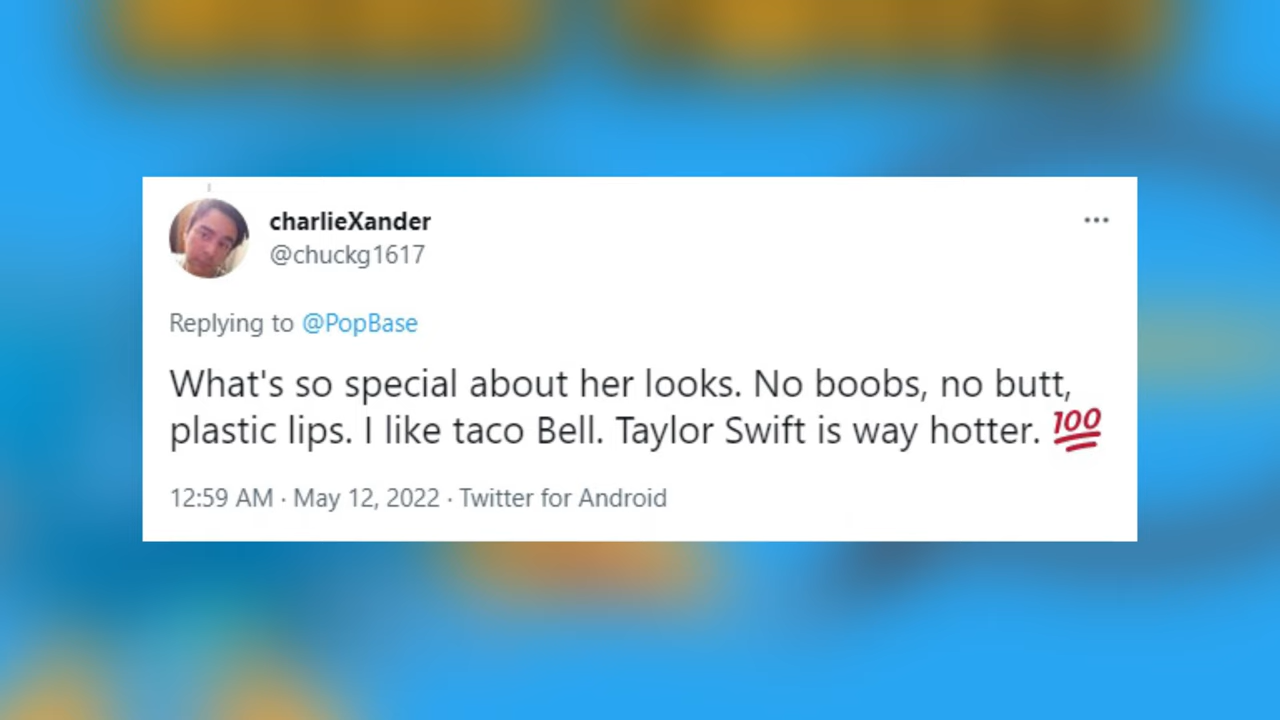 charlieXander
@chuckg1617
Replying to @PopBase
What's so special about her looks. No boobs, no butt,
plastic lips. I like taco Bell. Taylor Swift is way hotter. 💯
12:59 AM · May 12, 2022 · Twitter for Android